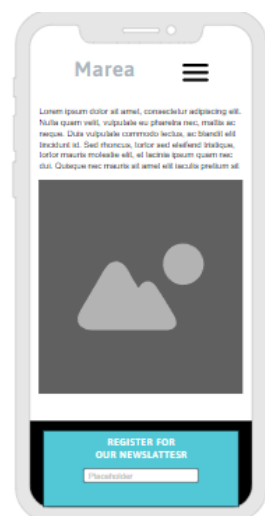 Marea
Lorem ipsum dolor sit amet, consectetur adipiscing elit.
Nulla quam velit, vulputate eu pharetra nec, mattis ac
neque. Duis vulputate commodo lectus, ac blandit elit
tincidunt id. Sed rhoncus, tortor sed eleifend tristique,
tortor mauris molestie elit, et lacinia ipsum quam nec
dui. Quisque nec mauris sit amet elit iaculis pretium sit
REGISTER FOR
OUR NEWSLATTESR
Placeholder